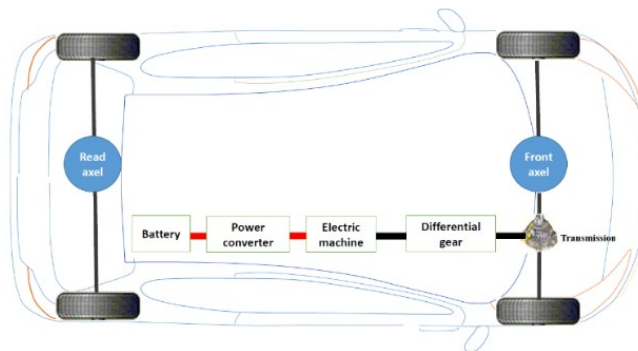 Read
axel
Front
axel
Battery
Power
converter
Electric
machine
Differential
gear
Transmission